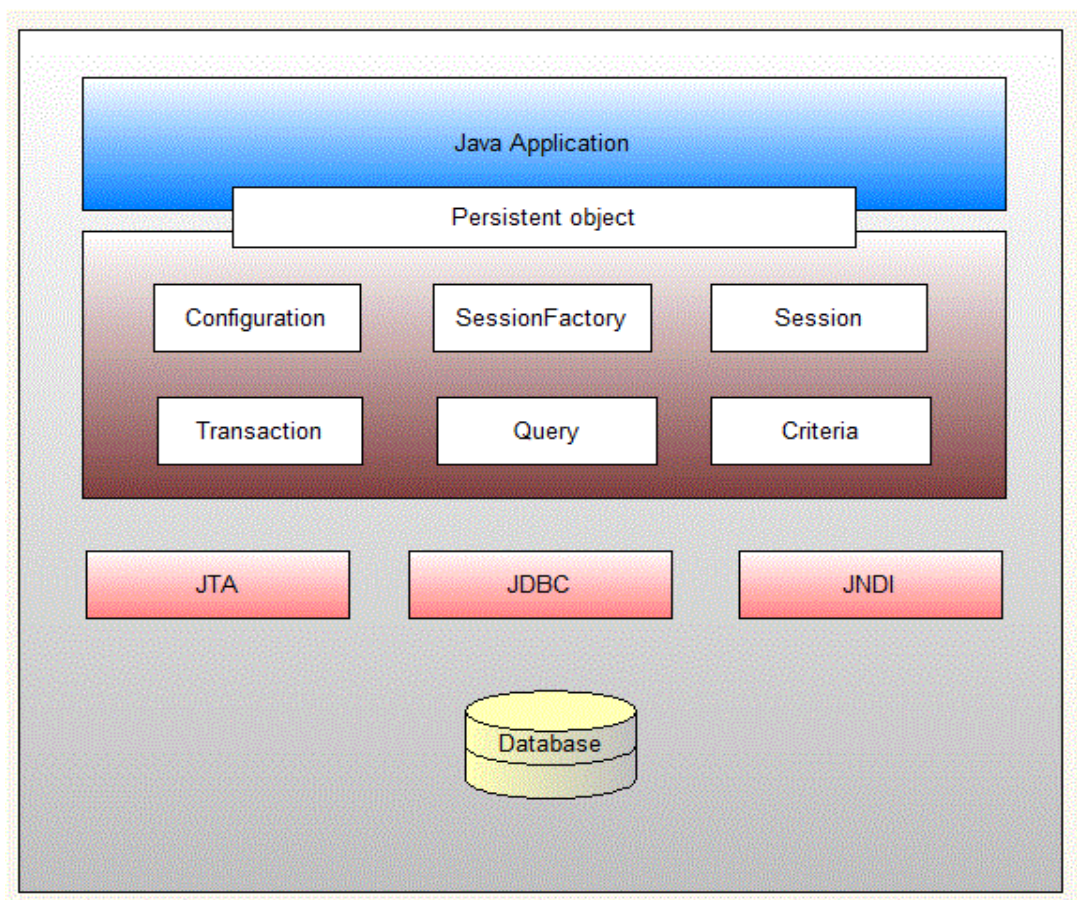 Java Application
Persistent object
Configuration
SessionFactory
Session
Transaction
Query
Criteria
JTA
JDBC
JNDI
Database